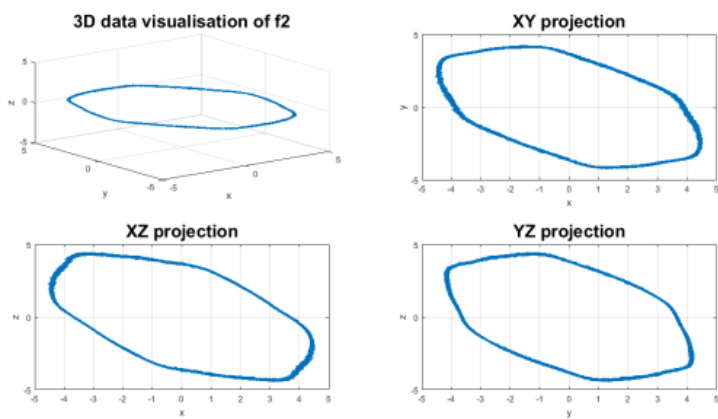 3D data visualisation of f2
5
z 0
-5
5
0
y
-5 -5
0
x
5
XY projection
5
y 0
-5
-5 -4 -3 -2 -1 0 1 2 3 4 5
x
XZ projection
5
z 0
-5
-5 -4 -3 -2 -1 0 1 2 3 4 5
x
YZ projection
5
z 0
-5
-5 -4 -3 -2 -1 0 1 2 3 4 5
y